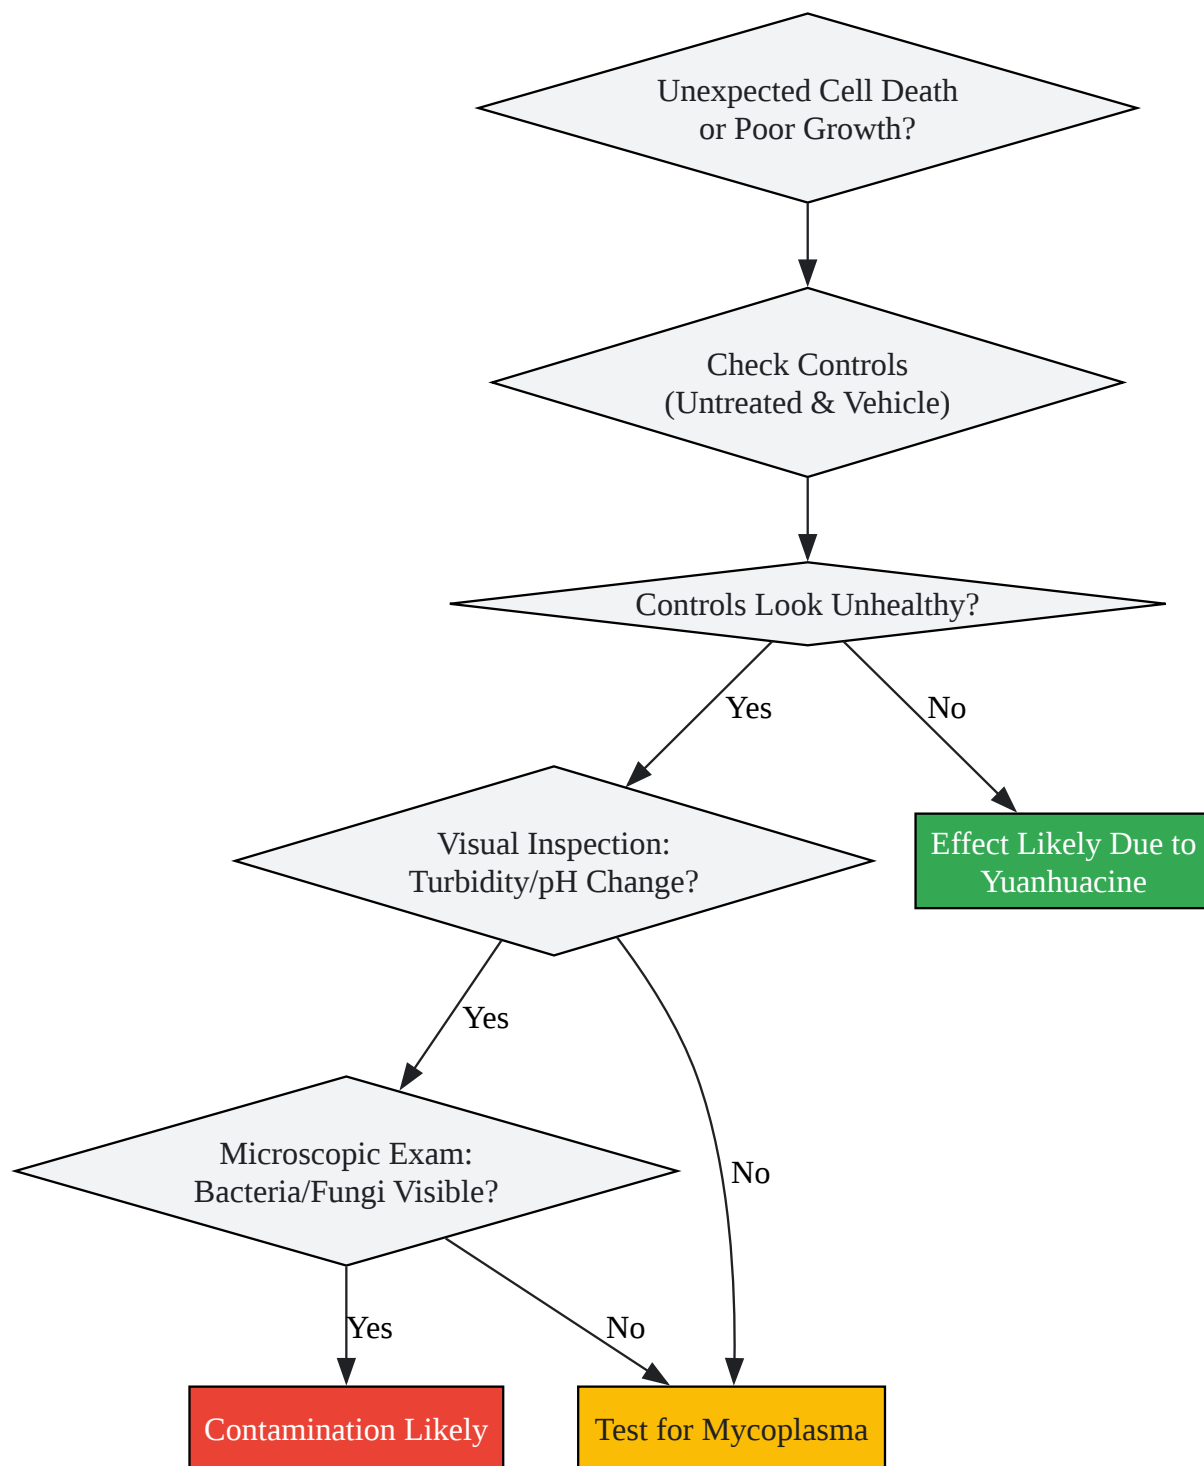 Unexpected Cell Death
or Poor Growth?
Check Controls
(Untreated & Vehicle)
Controls Look Unhealthy?
Yes
No
Visual Inspection:
Turbidity/pH Change?
Effect Likely Due to
Yuanhuacine
Yes
No
Microscopic Exam:
Bacteria/Fungi Visible?
Yes
No
Contamination Likely
Test for Mycoplasma